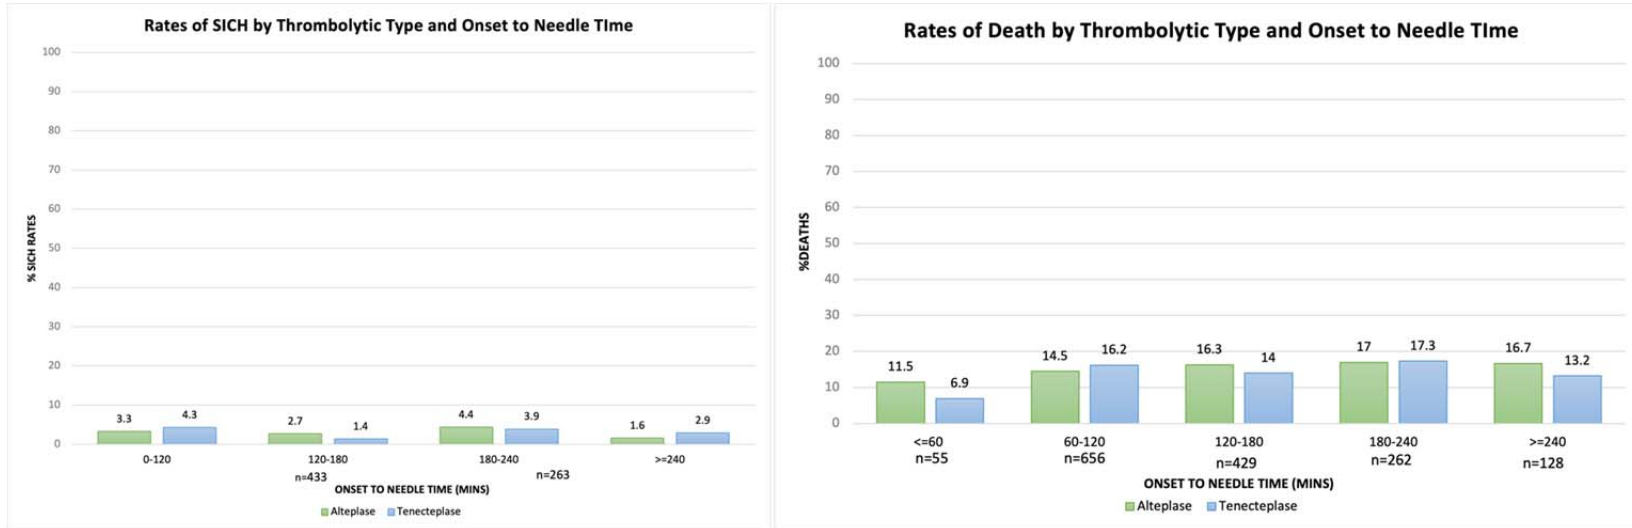 Rates of SICH by Thrombolytic Type and Onset to Needle TIme
100
90
80
70
60
50
40
30
20
10
0
% SICH RATES
3.3 4.3 2.7 1.4 4.4 3.9 1.6 2.9
0-120 120-180 180-240 >=240
n=433 n=263
ONSET TO NEEDLE TIME (MINS)
Alteplase Tenecteplase
Rates of Death by Thrombolytic Type and Onset to Needle TIme
100
90
80
70
60
50
40
30
20
10
0
%DEATHS
11.5 6.9 14.5 16.2 16.3 14 17 17.3 16.7 13.2
<=60 60-120 120-180 180-240 >=240
n=55 n=656 n=429 n=262 n=128
ONSET TO NEEDLE TIME (MINS)
Alteplase Tenecteplase